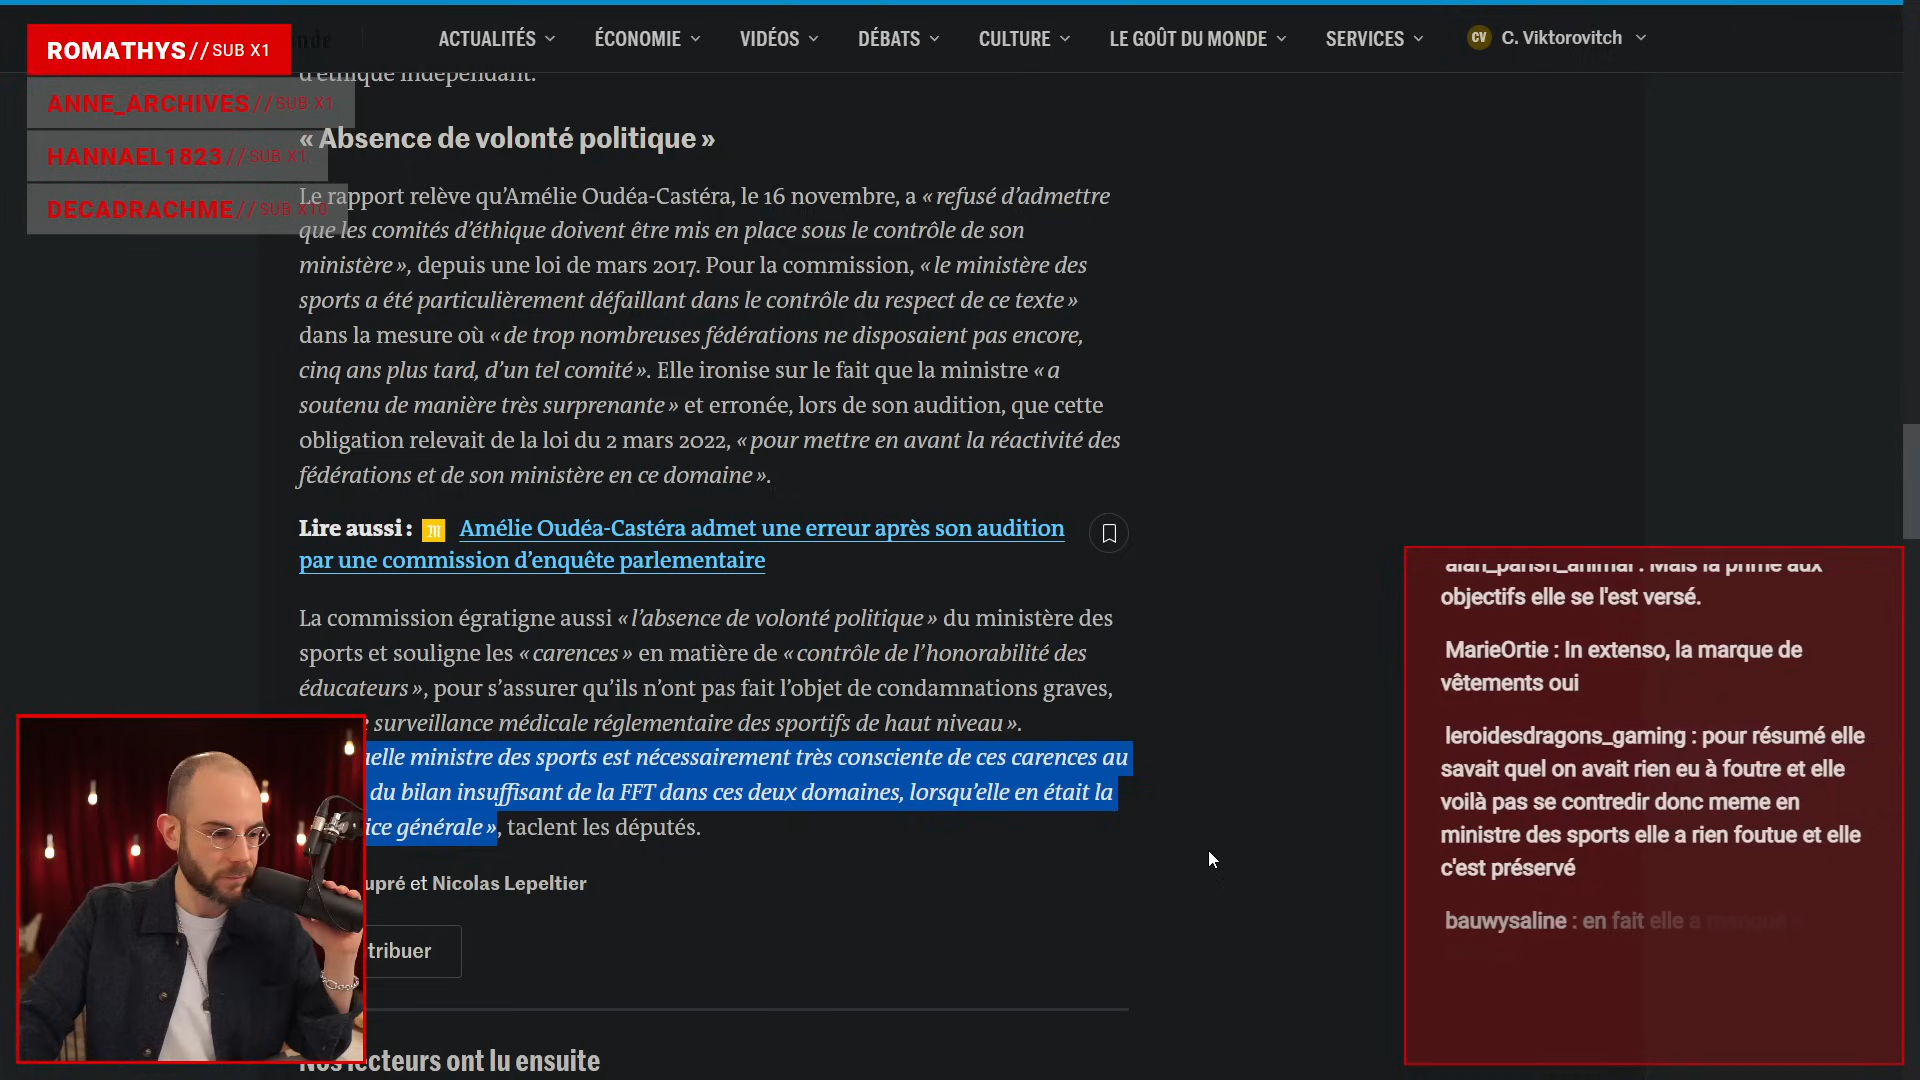 ROMATHYS // SUB X1
ANNE_ARCHIVES // SUB X1
HANNAEL1823 // SUB X1
DECADRACHME // SUB X10
ACTUALITÉS
ÉCONOMIE
VIDÉOS
DÉBATS
CULTURE
LE GOÛT DU MONDE
SERVICES
CV C. Viktorovitch
d'éthique indépendant.
« Absence de volonté politique »
Le rapport relève qu'Amélie Oudéa-Castéra, le 16 novembre, a « refusé d'admettre
que les comités d'éthique doivent être mis en place sous le contrôle de son
ministère », depuis une loi de mars 2017. Pour la commission, « le ministère des
sports a été particulièrement défaillant dans le contrôle du respect de ce texte »
dans la mesure où « de trop nombreuses fédérations ne disposaient pas encore,
cinq ans plus tard, d'un tel comité ». Elle ironise sur le fait que la ministre « a
soutenu de manière très surprenante » et erronée, lors de son audition, que cette
obligation relevait de la loi du 2 mars 2022, « pour mettre en avant la réactivité des
fédérations et de son ministère en ce domaine ».
Lire aussi : Amélie Oudéa-Castéra admet une erreur après son audition
par une commission d'enquête parlementaire
La commission égratigne aussi « l'absence de volonté politique » du ministère des
sports et souligne les « carences » en matière de « contrôle de l'honorabilité des
éducateurs », pour s'assurer qu'ils n'ont pas fait l'objet de condamnations graves,
surveillance médicale réglementaire des sportifs de haut niveau ».
elle ministre des sports est nécessairement très consciente de ces carences au
du bilan insuffisant de la FFT dans ces deux domaines, lorsqu'elle en était la
ice générale », taclent les députés.
upré et Nicolas Lepeltier
tribuer
Nos lecteurs ont lu ensuite
alan_parish_animal : Mais la prime aux
objectifs elle se l'est versé.
MarieOrtie : In extenso, la marque de
vêtements oui
leroidesdragons_gaming : pour résumé elle
savait quel on avait rien eu à foutre et elle
voilà pas se contredir donc meme en
ministre des sports elle a rien foutue et elle
c'est préservé
bauwysaline : en fait elle a